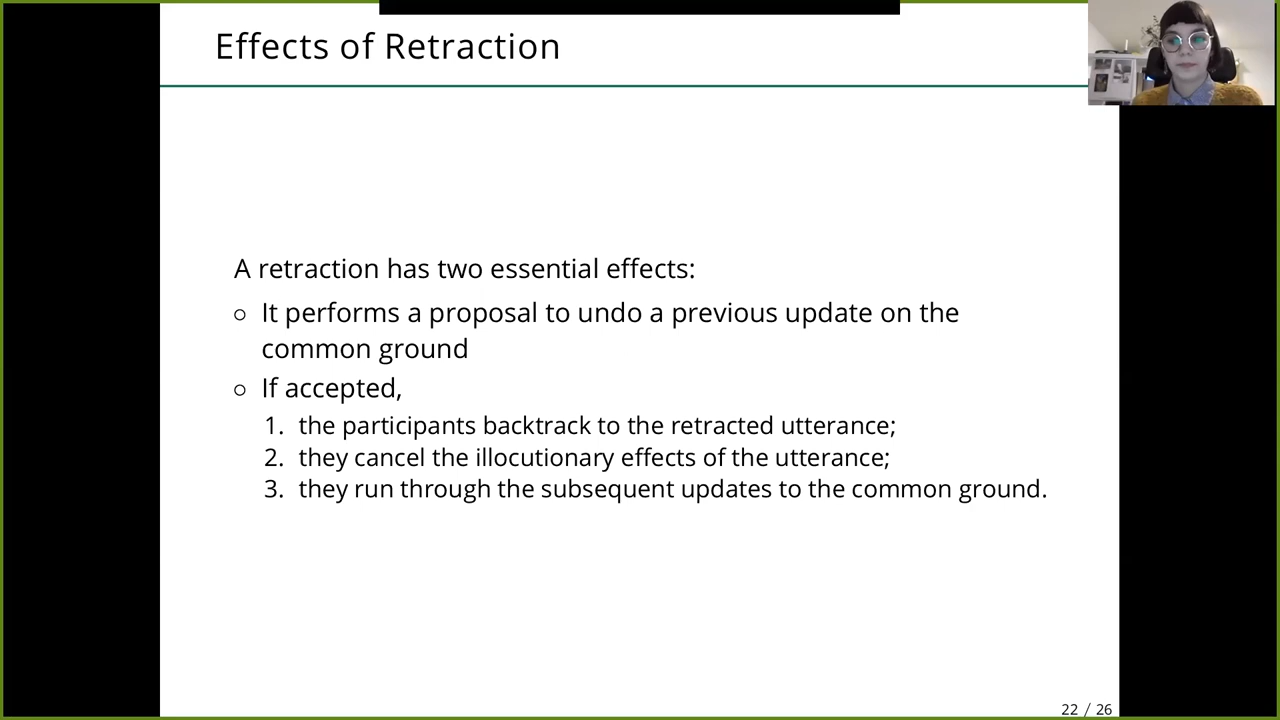 Effects of Retraction
A retraction has two essential effects:
○ It performs a proposal to undo a previous update on the
common ground
○ If accepted,
1. the participants backtrack to the retracted utterance;
2. they cancel the illocutionary effects of the utterance;
3. they run through the subsequent updates to the common ground.
22 / 26